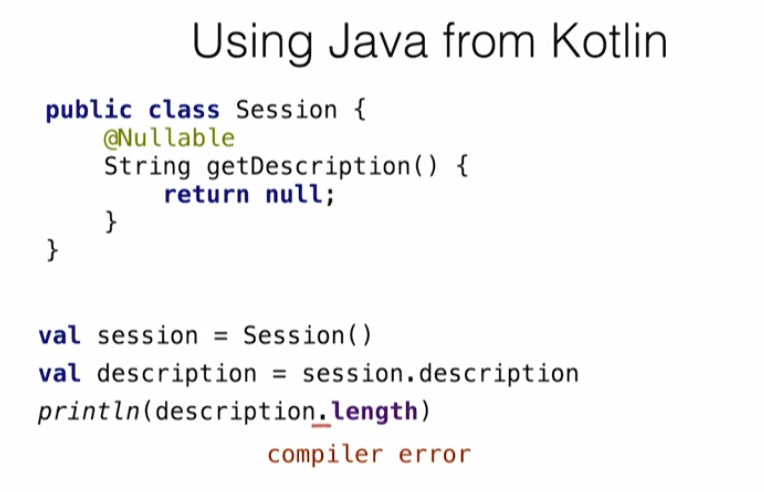 Using Java from Kotlin
public class Session {
@Nullable
String getDescription() {
return null;
}
}
val session = Session()
val description = session.description
println(description.length)
compiler error